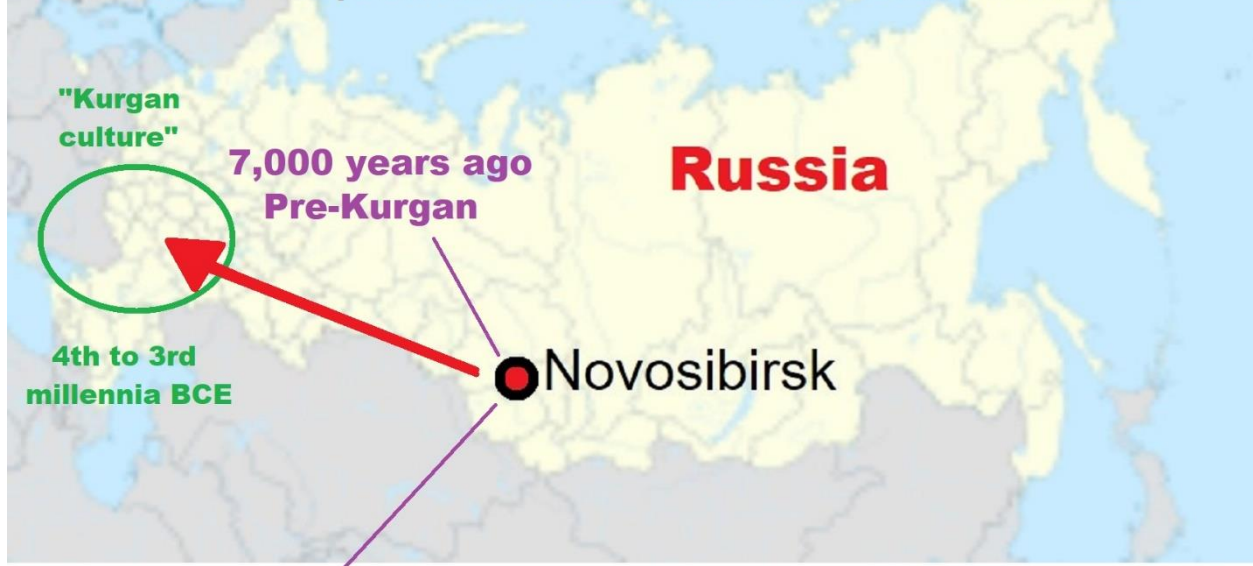 "Kurgan
culture"
7,000 years ago
Pre-Kurgan
Russia
4th to 3rd
millennia BCE
Novosibirsk